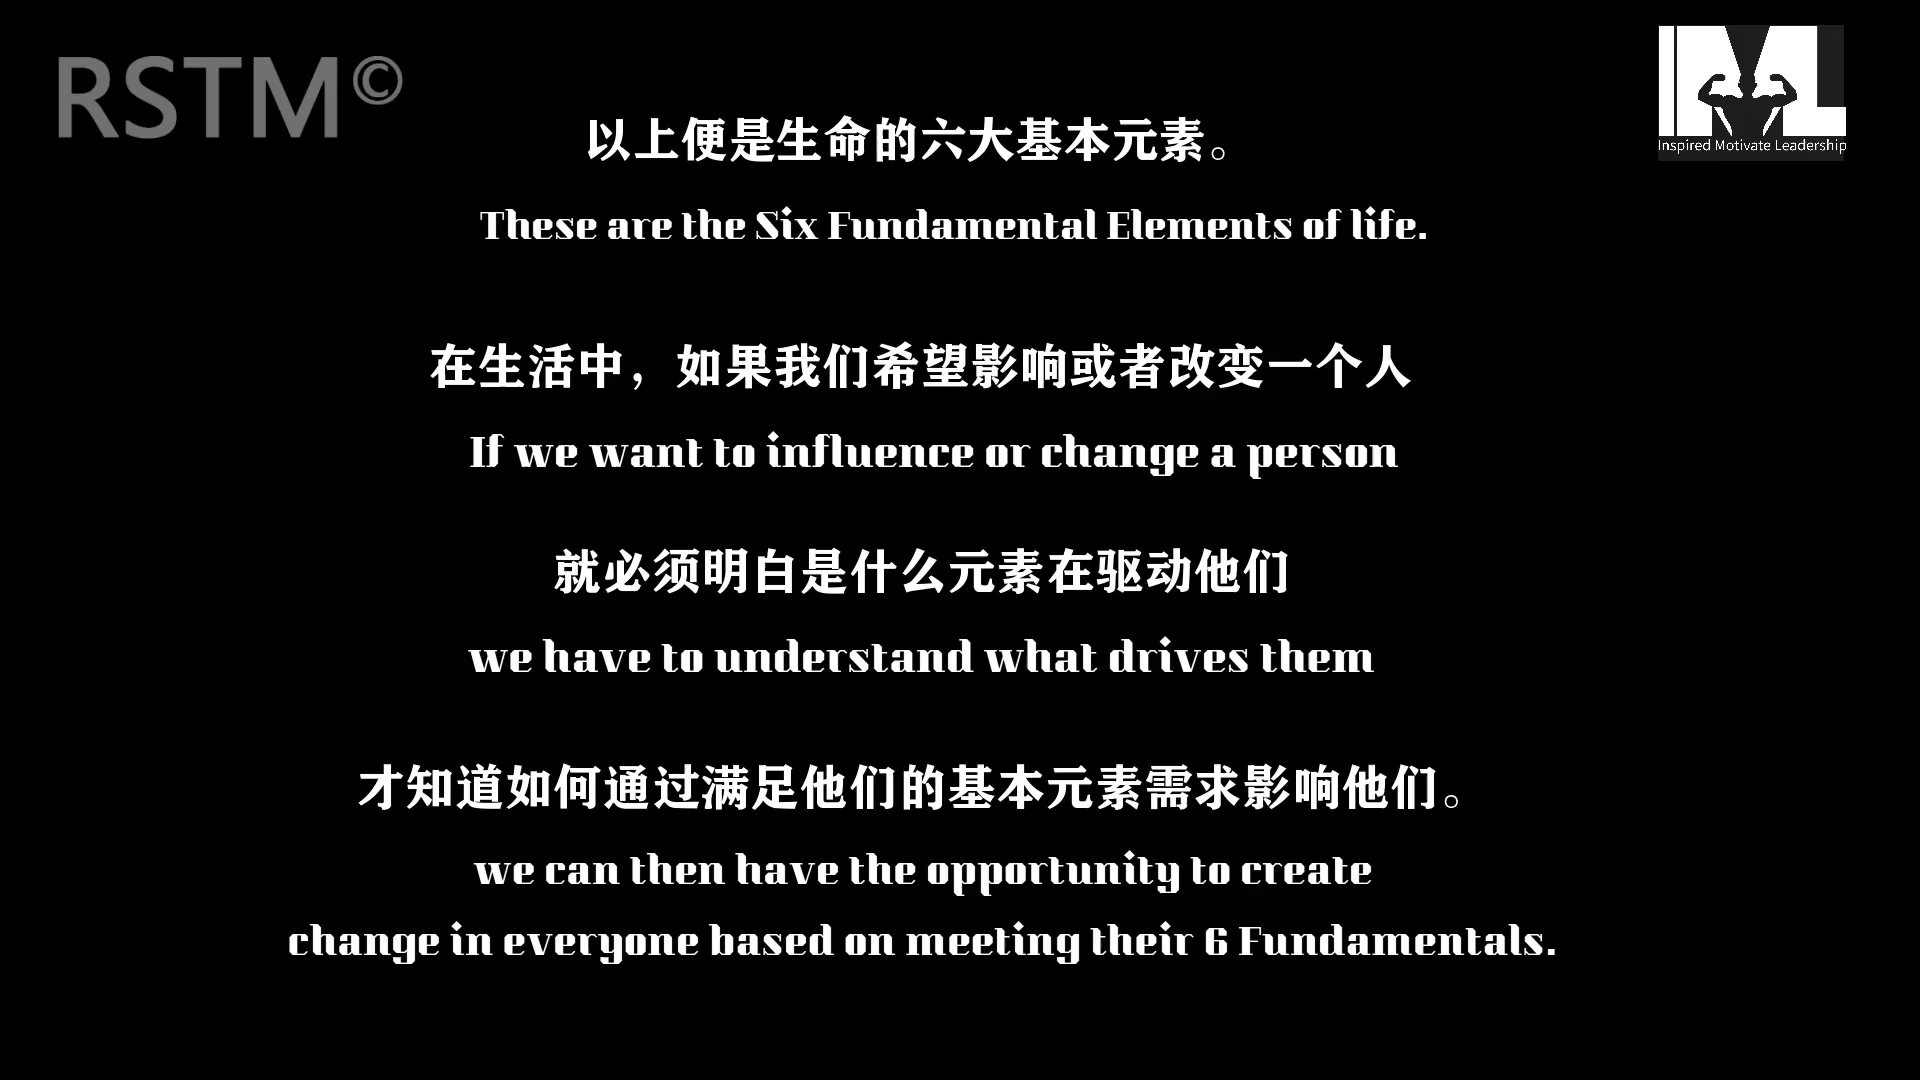 RSTM©
Inspired Motivate Leadership
以上便是生命的六大基本元素。
These are the Six Fundamental Elements of life.
在生活中，如果我们希望影响或者改变一个人
If we want to influence or change a person
就必须明白是什么元素在驱动他们
we have to understand what drives them
才知道如何通过满足他们的基本元素需求影响他们。
we can then have the opportunity to create
change in everyone based on meeting their 6 Fundamentals.